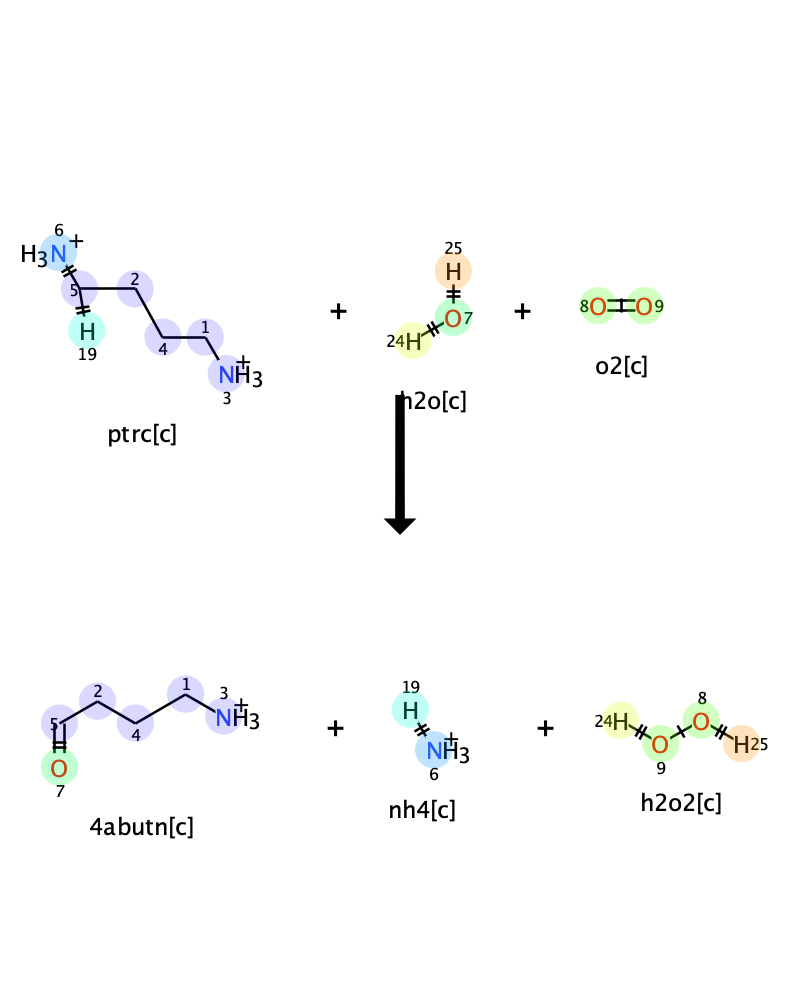 6
H3N+
5
2
H
19
4
1
NH3+
3
ptrc[c]
+
25
H
O7
24H
h2o[c]
+
8O O9
o2[c]
5
2
4
1
3
NH3+
O
7
4abutn[c]
+
19
H
NH3+
6
nh4[c]
+
24H
O
9
8
O
H25
h2o2[c]